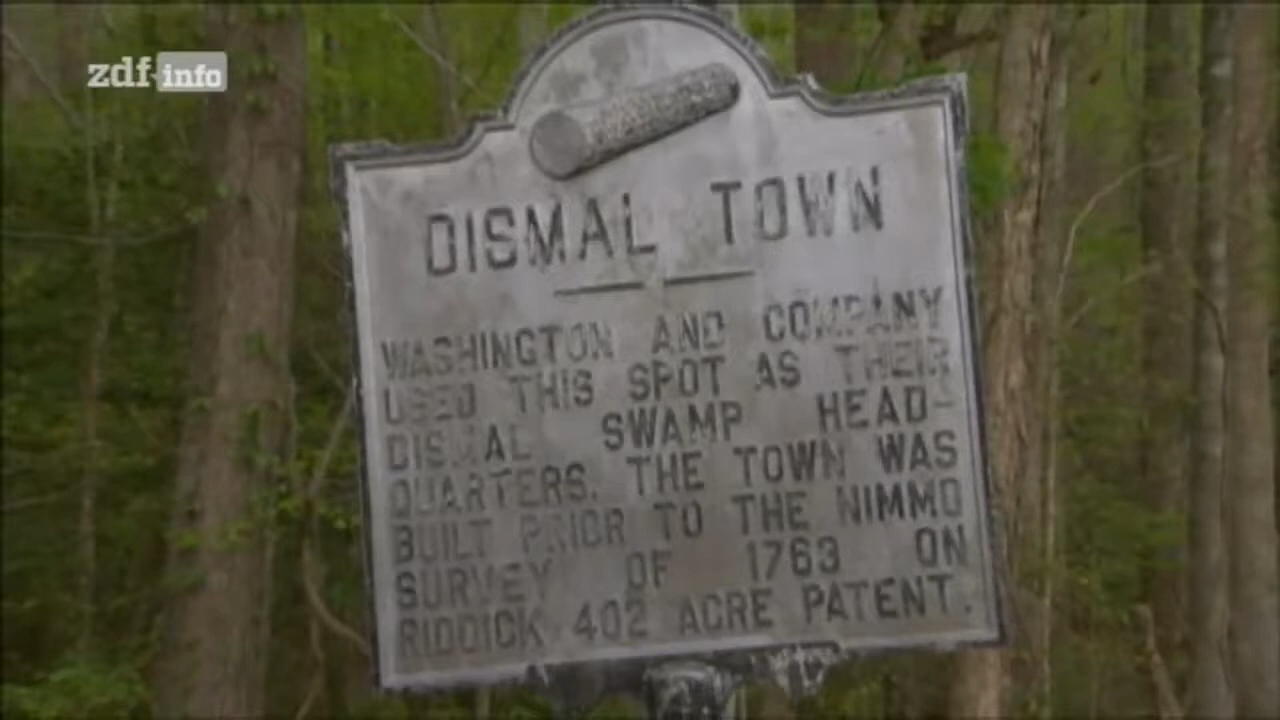 zdf info
DISMAL TOWN
WASHINGTON AND COMPANY
USED THIS SPOT AS THEIR
DISMAL SWAMP HEAD-
QUARTERS. THE TOWN WAS
BUILT PRIOR TO THE NIMMO
SURVEY OF 1763 ON
RIDDICK 402 ACRE PATENT.